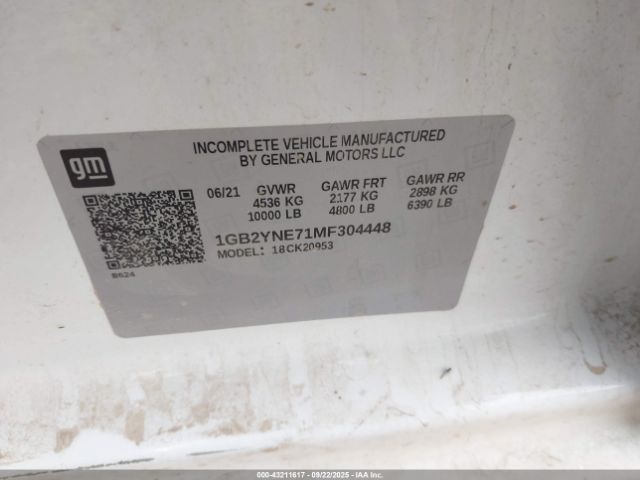 gm
INCOMPLETE VEHICLE MANUFACTURED
BY GENERAL MOTORS LLC
06/21 GVWR GAWR FRT GAWR RR
4536 KG 2177 KG 2898 KG
10000 LB 4800 LB 6390 LB
1GB2YNE71MF304448
MODEL: 18CK20953
8624
000-43211617 - 09/22/2025 - IAA Inc.